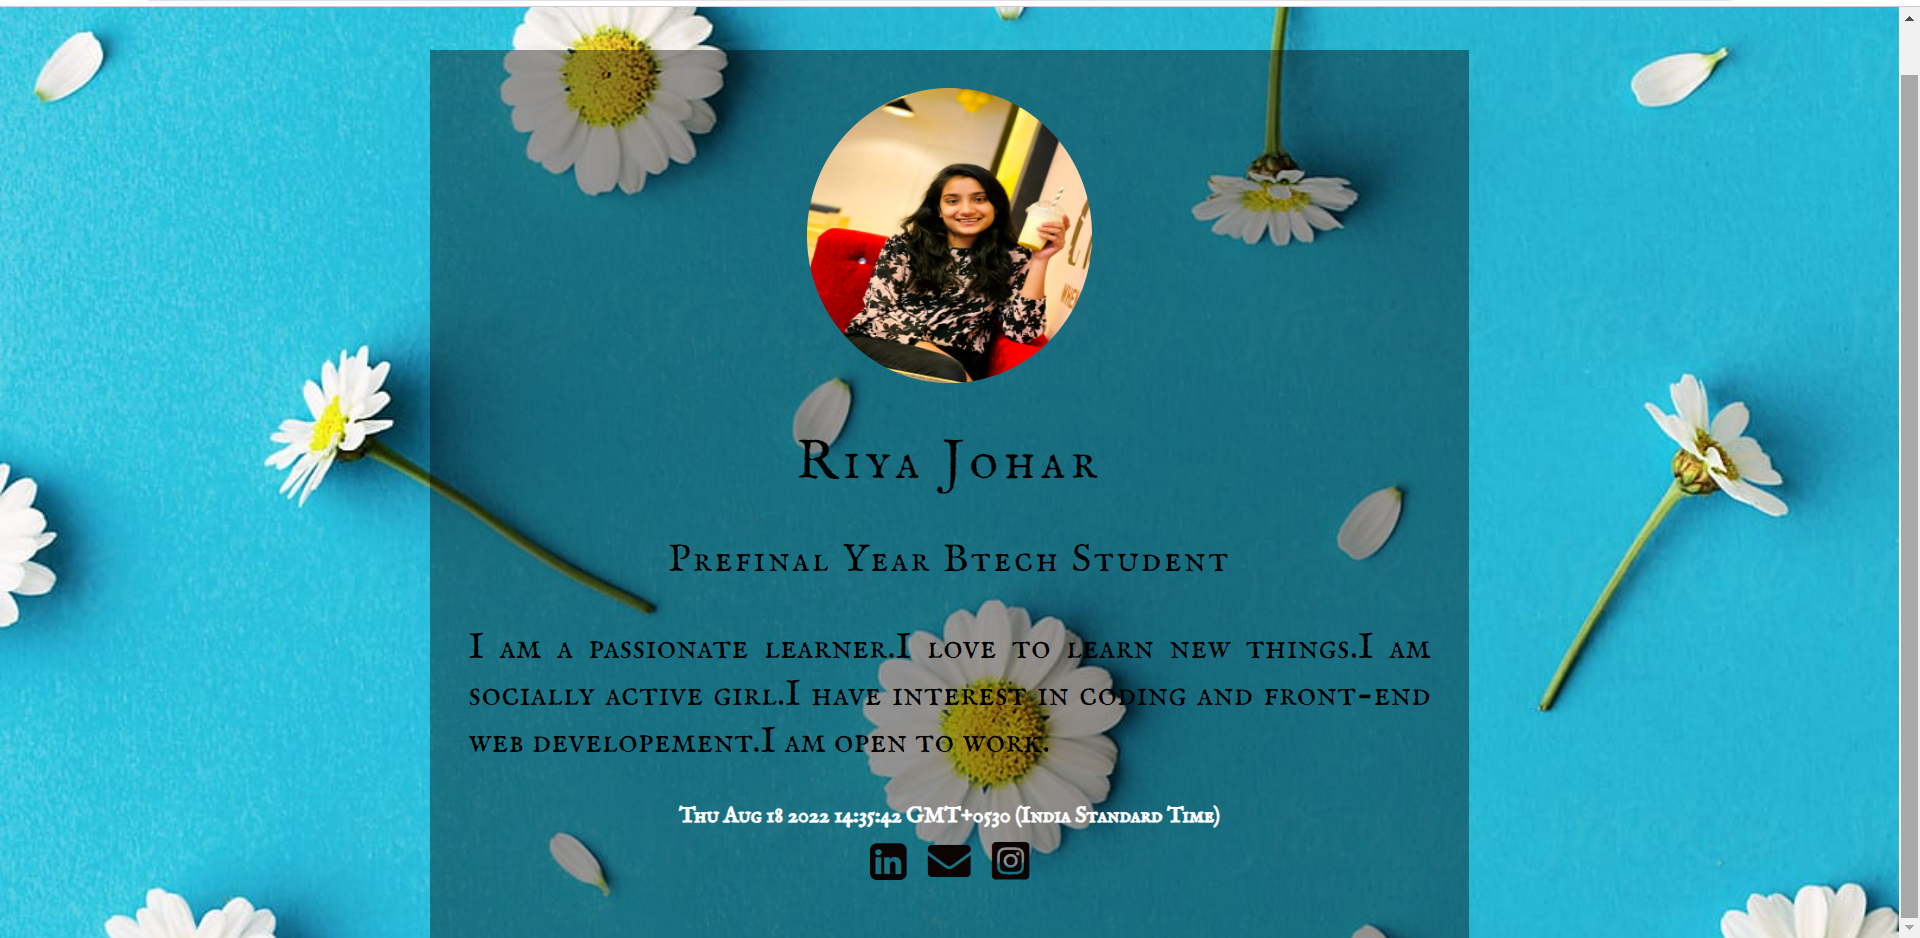 Riya Johar
Prefinal Year Btech Student
I am a passionate learner.I love to learn new things.I am
socially active girl.I have interest in coding and front-end
web developement.I am open to work.
Thu Aug 18 2022 14:35:42 GMT+0530 (India Standard Time)
in